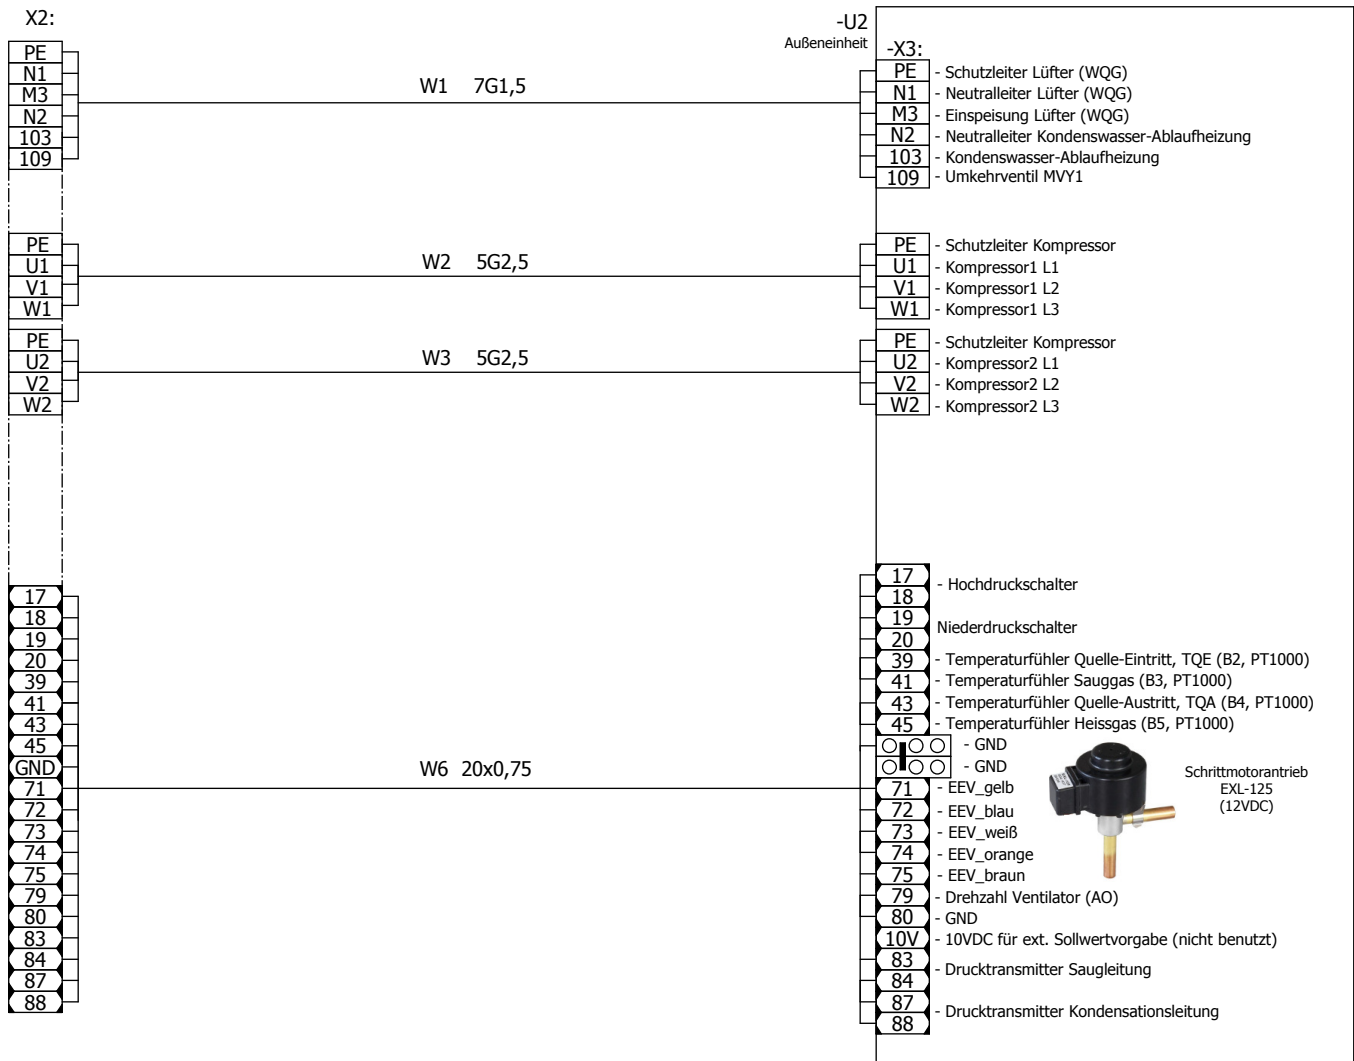 X2:
PE
N1
M3
N2
103
109
PE
U1
V1
W1
PE
U2
V2
W2
17
18
19
20
39
41
43
45
GND
71
72
73
74
75
79
80
83
84
87
88
W1 7G1,5
W2 5G2,5
W3 5G2,5
W6 20x0,75
-U2
Außeneinheit
-X3:
PE - Schutzleiter Lüfter (WQG)
N1 - Neutralleiter Lüfter (WQG)
M3 - Einspeisung Lüfter (WQG)
N2 - Neutralleiter Kondenswasser-Ablaufheizung
103 - Kondenswasser-Ablaufheizung
109 - Umkehrventil MVY1
PE - Schutzleiter Kompressor
U1 - Kompressor1 L1
V1 - Kompressor1 L2
W1 - Kompressor1 L3
PE - Schutzleiter Kompressor
U2 - Kompressor2 L1
V2 - Kompressor2 L2
W2 - Kompressor2 L3
17
- Hochdruckschalter
18
19
Niederdruckschalter
20
39 - Temperaturfühler Quelle-Eintritt, TQE (B2, PT1000)
41 - Temperaturfühler Sauggas (B3, PT1000)
43 - Temperaturfühler Quelle-Austritt, TQA (B4, PT1000)
45 - Temperaturfühler Heissgas (B5, PT1000)
- GND
- GND
71 - EEV_gelb
72 - EEV_blau
73 - EEV_weiß
74 - EEV_orange
75 - EEV_braun
79 - Drehzahl Ventilator (AO)
80 - GND
10V - 10VDC für ext. Sollwertvorgabe (nicht benutzt)
83
- Drucktransmitter Saugleitung
84
87
- Drucktransmitter Kondensationsleitung
88
Schrittmotorantrieb
EXL-125
(12VDC)